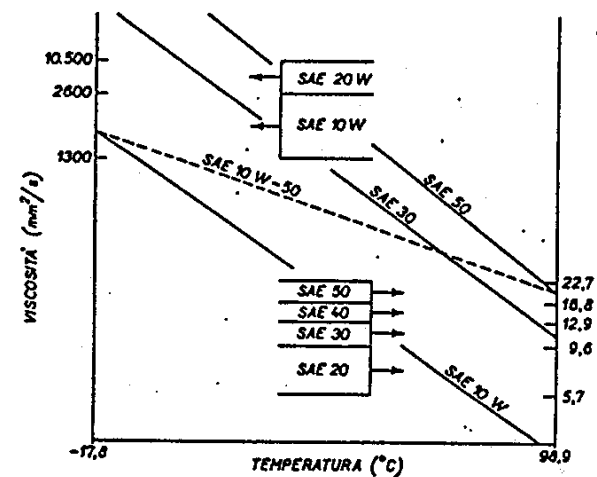 10.500
2600
1300
VISCOSITÀ (mm²/s)
SAE 20 W
SAE 10 W
SAE 10 W-50
SAE 50
SAE 30
SAE 50
SAE 40
SAE 30
SAE 20
SAE 10 W
22,7
16,8
12,9
9,6
5,7
-17,8
98,9
TEMPERATURA (°C)